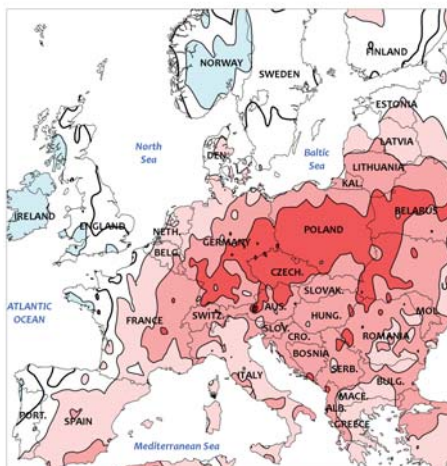 FINLAND
NORWAY
SWEDEN
ESTONIA
North
Sea
LATVIA
DEN.
Baltic
Sea
LITHUANIA
KAL.
BELARUS
IRELAND
ENGLAND
NETH.
GERMANY
POLAND
BELG.
CZECH.
ATLANTIC
OCEAN
SLOVAK.
FRANCE
SWITZ.
AUS.
HUNG.
MOL.
SLOV.
CRO.
ROMANIA
BOSNIA
SERB.
ITALY
BULG.
PORT.
SPAIN
MACE.
ALB.
GREECE
Mediterranean Sea